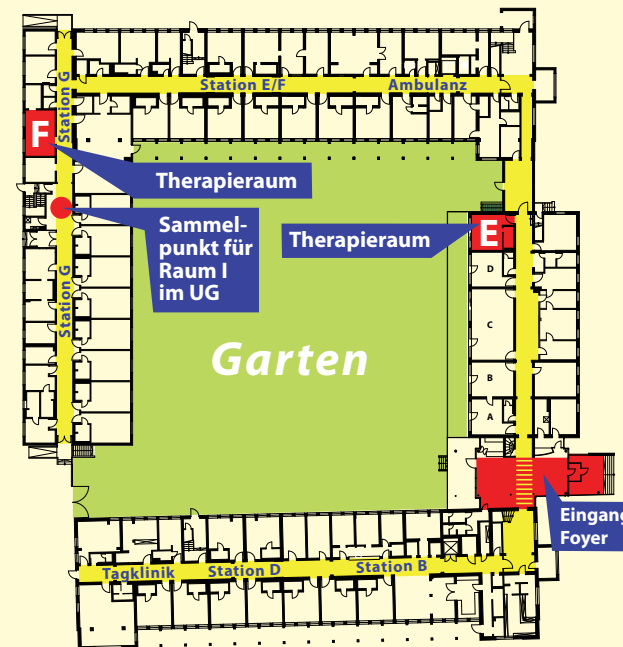 Station E/F
Ambulanz
Station G
F
Therapieraum
Sammel-
punkt für
Raum I
im UG
Therapieraum
E
D
C
B
A
Station G
Garten
Eingang
Foyer
Tagklinik
Station D
Station B